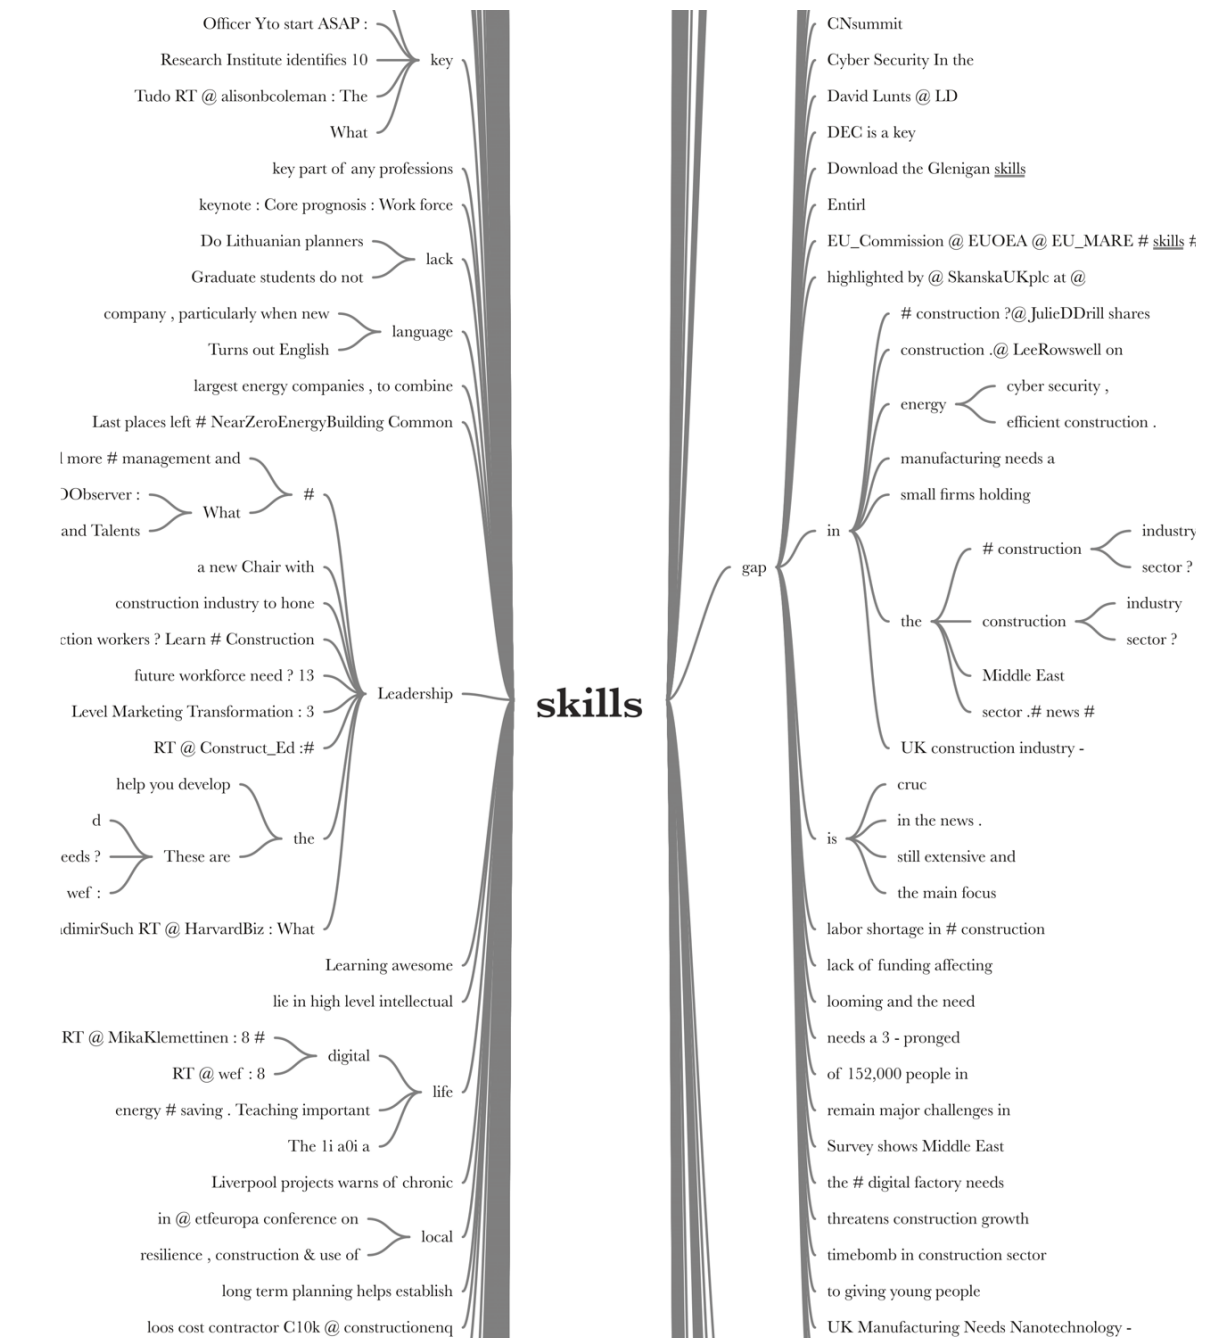 Officer Yto start ASAP :
Research Institute identifies 10
key
Tudo RT @ alisonbcoleman : The
What
key part of any professions
keynote : Core prognosis : Work force
Do Lithuanian planners
lack
Graduate students do not
company , particularly when new
language
Turns out English
largest energy companies , to combine
Last places left # NearZeroEnergyBuilding Common
more # management and
#
Observer :
What
and Talents
a new Chair with
construction industry to hone
ction workers ? Learn # Construction
future workforce need ? 13
Leadership
Level Marketing Transformation : 3
RT @ Construct_Ed :#
help you develop
the
d
These are
eeds ?
wef :
dimirSuch RT @ HarvardBiz : What
Learning awesome
lie in high level intellectual
RT @ MikaKlemettinen : 8 #
digital
RT @ wef : 8
life
energy # saving . Teaching important
The 1i a0i a
Liverpool projects warns of chronic
in @ etfeuropa conference on
local
resilience , construction & use of
long term planning helps establish
loos cost contractor C10k @ constructionenq
skills
CNsummit
Cyber Security In the
David Lunts @ LD
DEC is a key
Download the Glenigan skills
Entirl
EU_Commission @ EUOEA @ EU_MARE # skills #
highlighted by @ SkanskaUKplc at @
gap
in
# construction ?@ JulieDDrill shares
construction .@ LeeRowswell on
energy
cyber security ,
efficient construction .
manufacturing needs a
small firms holding
the
# construction
industry
sector ?
construction
industry
sector ?
Middle East
sector .# news #
UK construction industry -
is
cruc
in the news .
still extensive and
the main focus
labor shortage in # construction
lack of funding affecting
looming and the need
needs a 3 - pronged
of 152,000 people in
remain major challenges in
Survey shows Middle East
the # digital factory needs
threatens construction growth
timebomb in construction sector
to giving young people
UK Manufacturing Needs Nanotechnology -